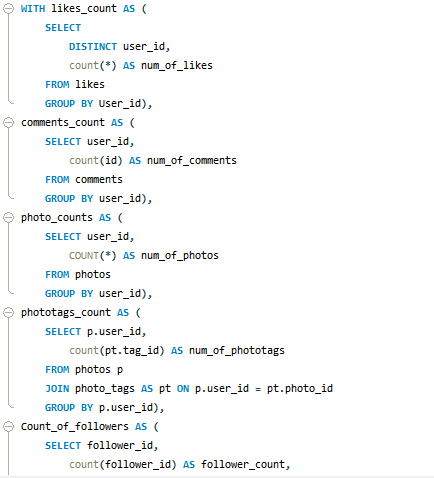 WITH likes_count AS (
SELECT
DISTINCT user_id,
count(*) AS num_of_likes
FROM likes
GROUP BY User_id),
comments_count AS (
SELECT user_id,
count(id) AS num_of_comments
FROM comments
GROUP BY user_id),
photo_counts AS (
SELECT user_id,
COUNT(*) AS num_of_photos
FROM photos
GROUP BY user_id),
phototags_count AS (
SELECT p.user_id,
count(pt.tag_id) AS num_of_phototags
FROM photos p
JOIN photo_tags AS pt ON p.user_id = pt.photo_id
GROUP BY p.user_id),
Count_of_followers AS (
SELECT follower_id,
count(follower_id) AS follower_count,